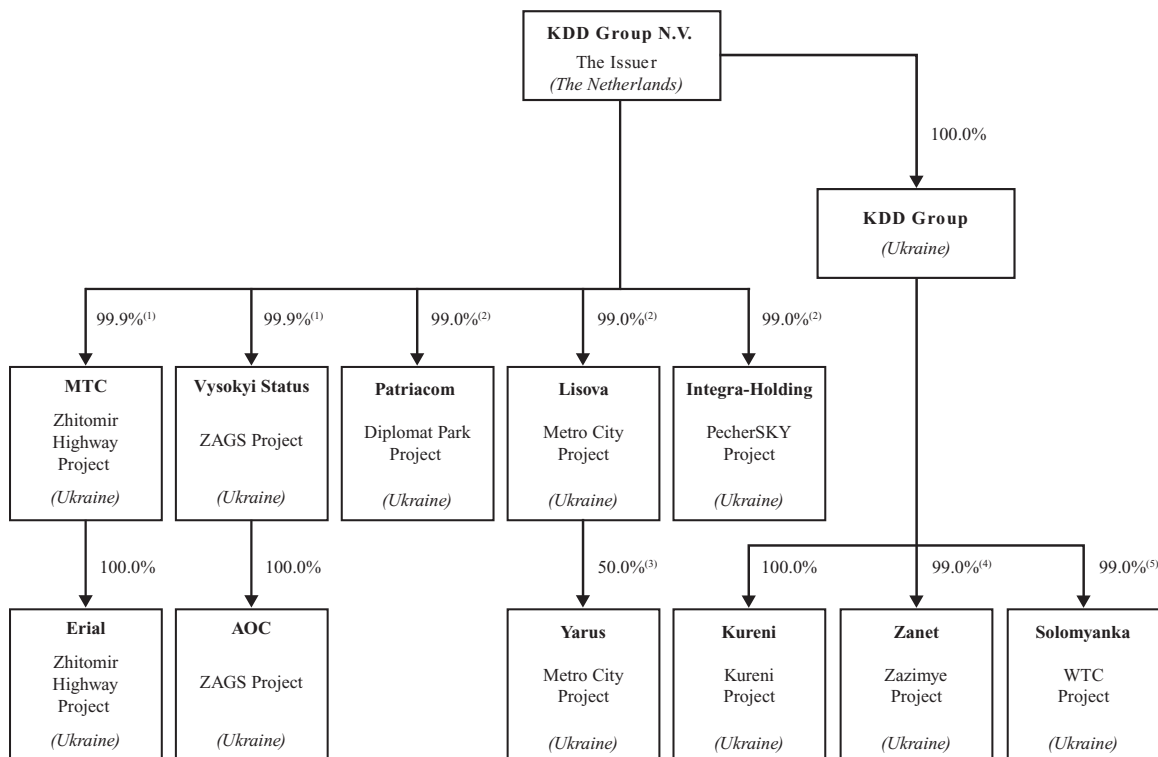 KDD Group N.V.
The Issuer
(The Netherlands)
100.0%
KDD Group
(Ukraine)
99.9%(1)
99.9%(1)
99.0%(2)
99.0%(2)
99.0%(2)
MTC
Zhitomir
Highway
Project
(Ukraine)
Vysokyi Status
ZAGS Project
(Ukraine)
Patriacom
Diplomat Park
Project
(Ukraine)
Lisova
Metro City
Project
(Ukraine)
Integra-Holding
PecherSKY
Project
(Ukraine)
100.0%
100.0%
50.0%(3)
100.0%
99.0%(4)
99.0%(5)
Erial
Zhitomir
Highway
Project
(Ukraine)
AOC
ZAGS Project
(Ukraine)
Yarus
Metro City
Project
(Ukraine)
Kureni
Kureni
Project
(Ukraine)
Zanet
Zazimye
Project
(Ukraine)
Solomyanka
WTC
Project
(Ukraine)